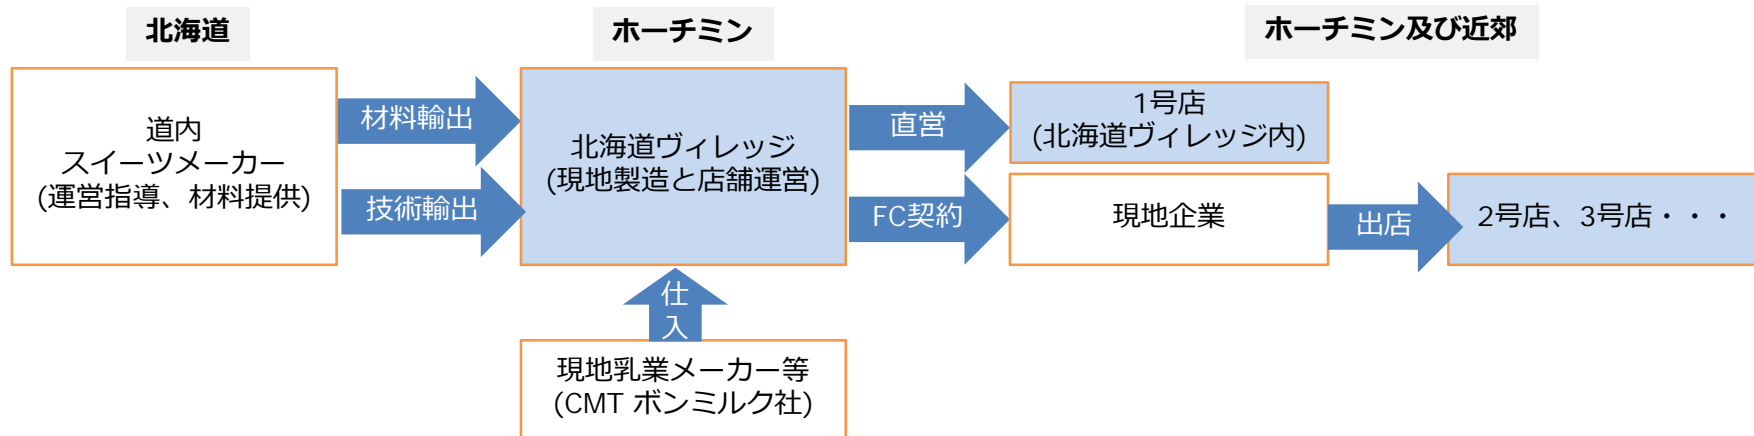 北海道
ホーチミン
ホーチミン及び近郊
道内
スイーツメーカー
(運営指導、材料提供)
材料輸出
技術輸出
北海道ヴィレッジ
(現地製造と店舗運営)
直営
FC契約
1号店
(北海道ヴィレッジ内)
現地企業
出店
2号店、3号店・・・
仕
入
現地乳業メーカー等
(CMT ボンミルク社)